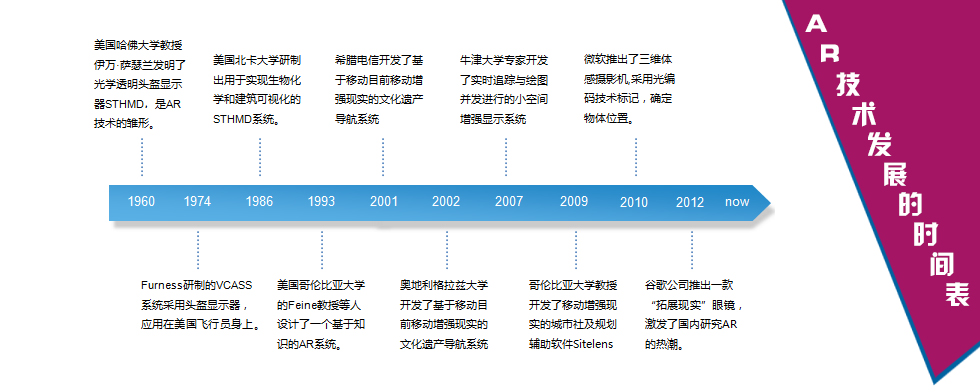 美国哈佛大学教授
伊万·萨瑟兰发明了
光学透明头盔显示
器STHMD，是AR
技术的雏形。
美国北卡大学研制
出用于实现生物化
学和建筑可视化的
STHMD系统。
希腊电信开发了基
于移动目前移动增
强现实的文化遗产
导航系统
牛津大学专家开发
了实时追踪与绘图
并发进行的小空间
增强显示系统
微软推出了三维体
感摄影机,采用光编
码技术标记，确定
物体位置。
1960 1974 1986 1993 2001 2002 2007 2009 2010 2012 now
Furness研制的VCASS
系统采用头盔显示器，
应用在美国飞行员身上。
美国哥伦比亚大学
的Feine教授等人
设计了一个基于知
识的AR系统。
奥地利格拉兹大学
开发了基于移动目
前移动增强现实的
文化遗产导航系统
哥伦比亚大学教授
开发了移动增强现
实的城市社及规划
辅助软件Sitelens
谷歌公司推出一款
“拓展现实”眼镜，
激发了国内研究AR
的热潮。
AR技术发展的时间表